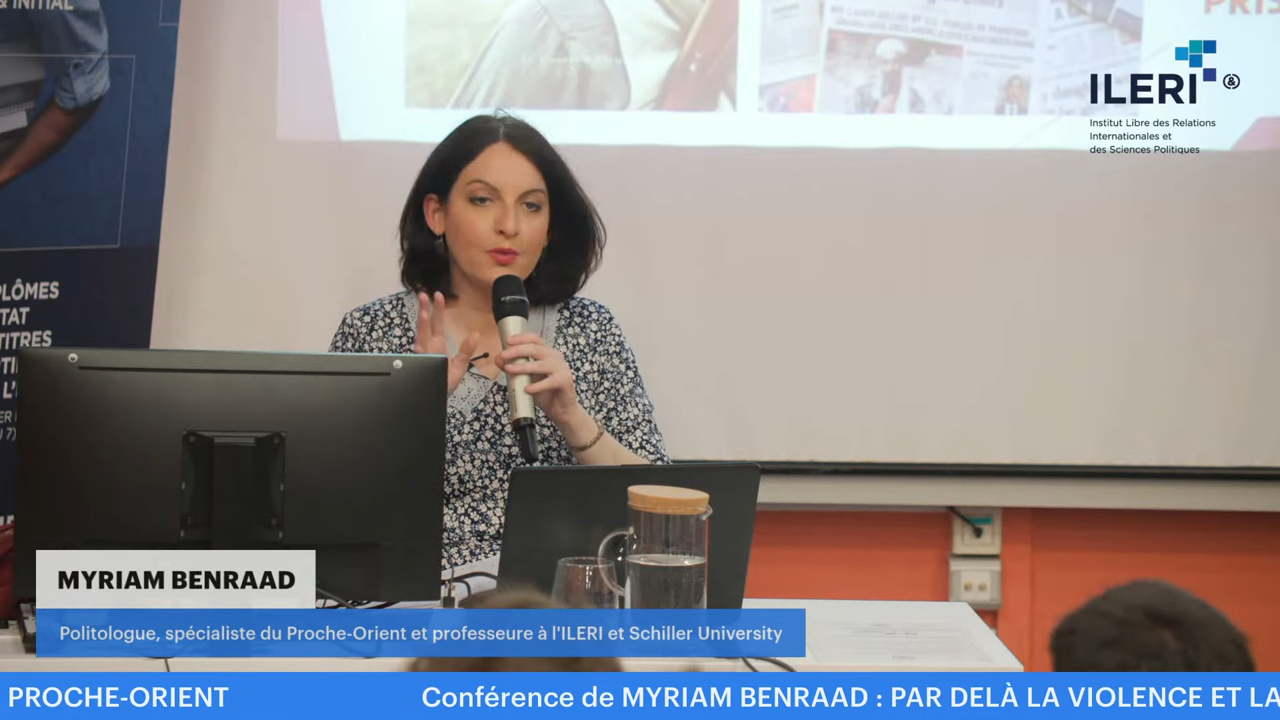 & INITIAL
PRIS
ILERI &
Institut Libre des Relations
Internationales et
des Sciences Politiques
PLÔMES
TAT
TITRES
L'
MYRIAM BENRAAD
Politologue, spécialiste du Proche-Orient et professeure à l'ILERI et Schiller University
PROCHE-ORIENT Conférence de MYRIAM BENRAAD : PAR DELÀ LA VIOLENCE ET LA